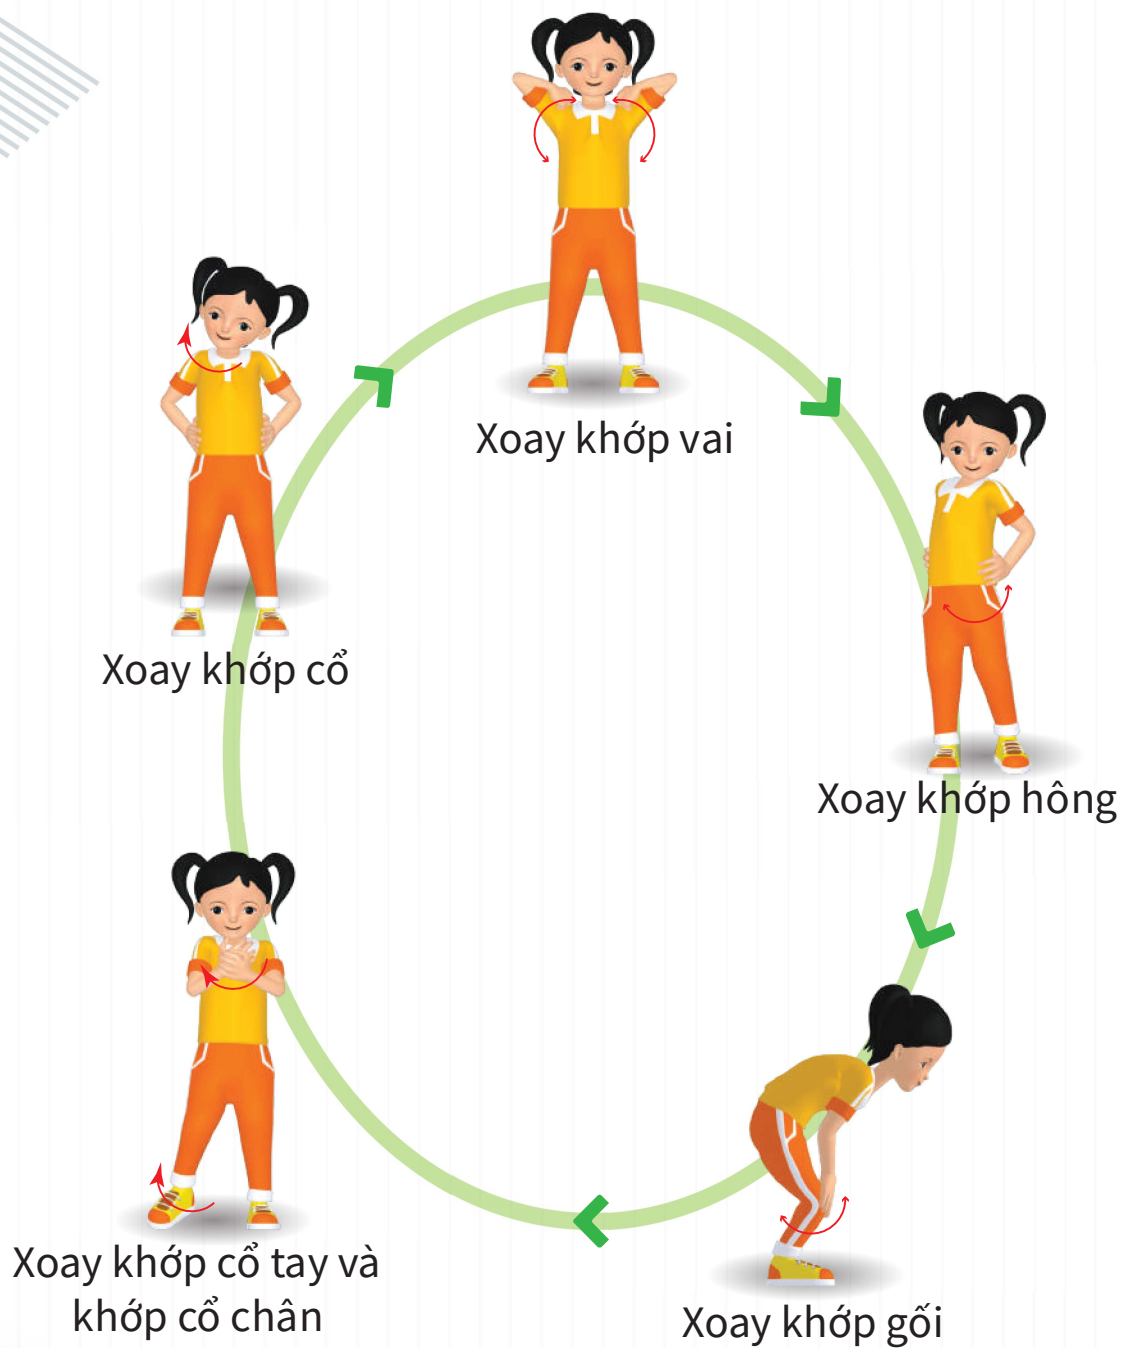 Xoay khớp vai
Xoay khớp cổ
Xoay khớp hông
Xoay khớp cổ tay và
khớp cổ chân
Xoay khớp gối